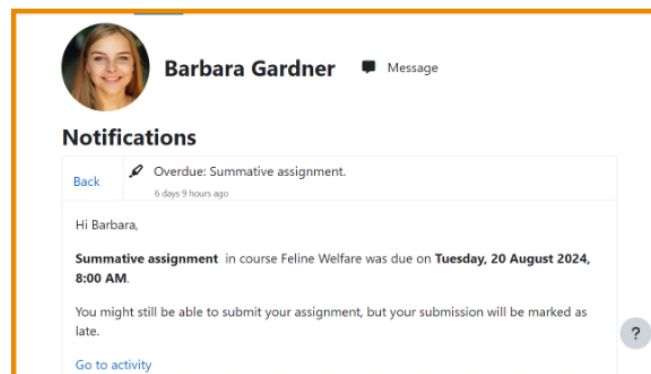 Barbara Gardner Message
Notifications
Back
Overdue: Summative assignment.
6 days 9 hours ago
Hi Barbara,
Summative assignment in course Feline Welfare was due on Tuesday, 20 August 2024,
8:00 AM.
You might still be able to submit your assignment, but your submission will be marked as
late.
Go to activity
?